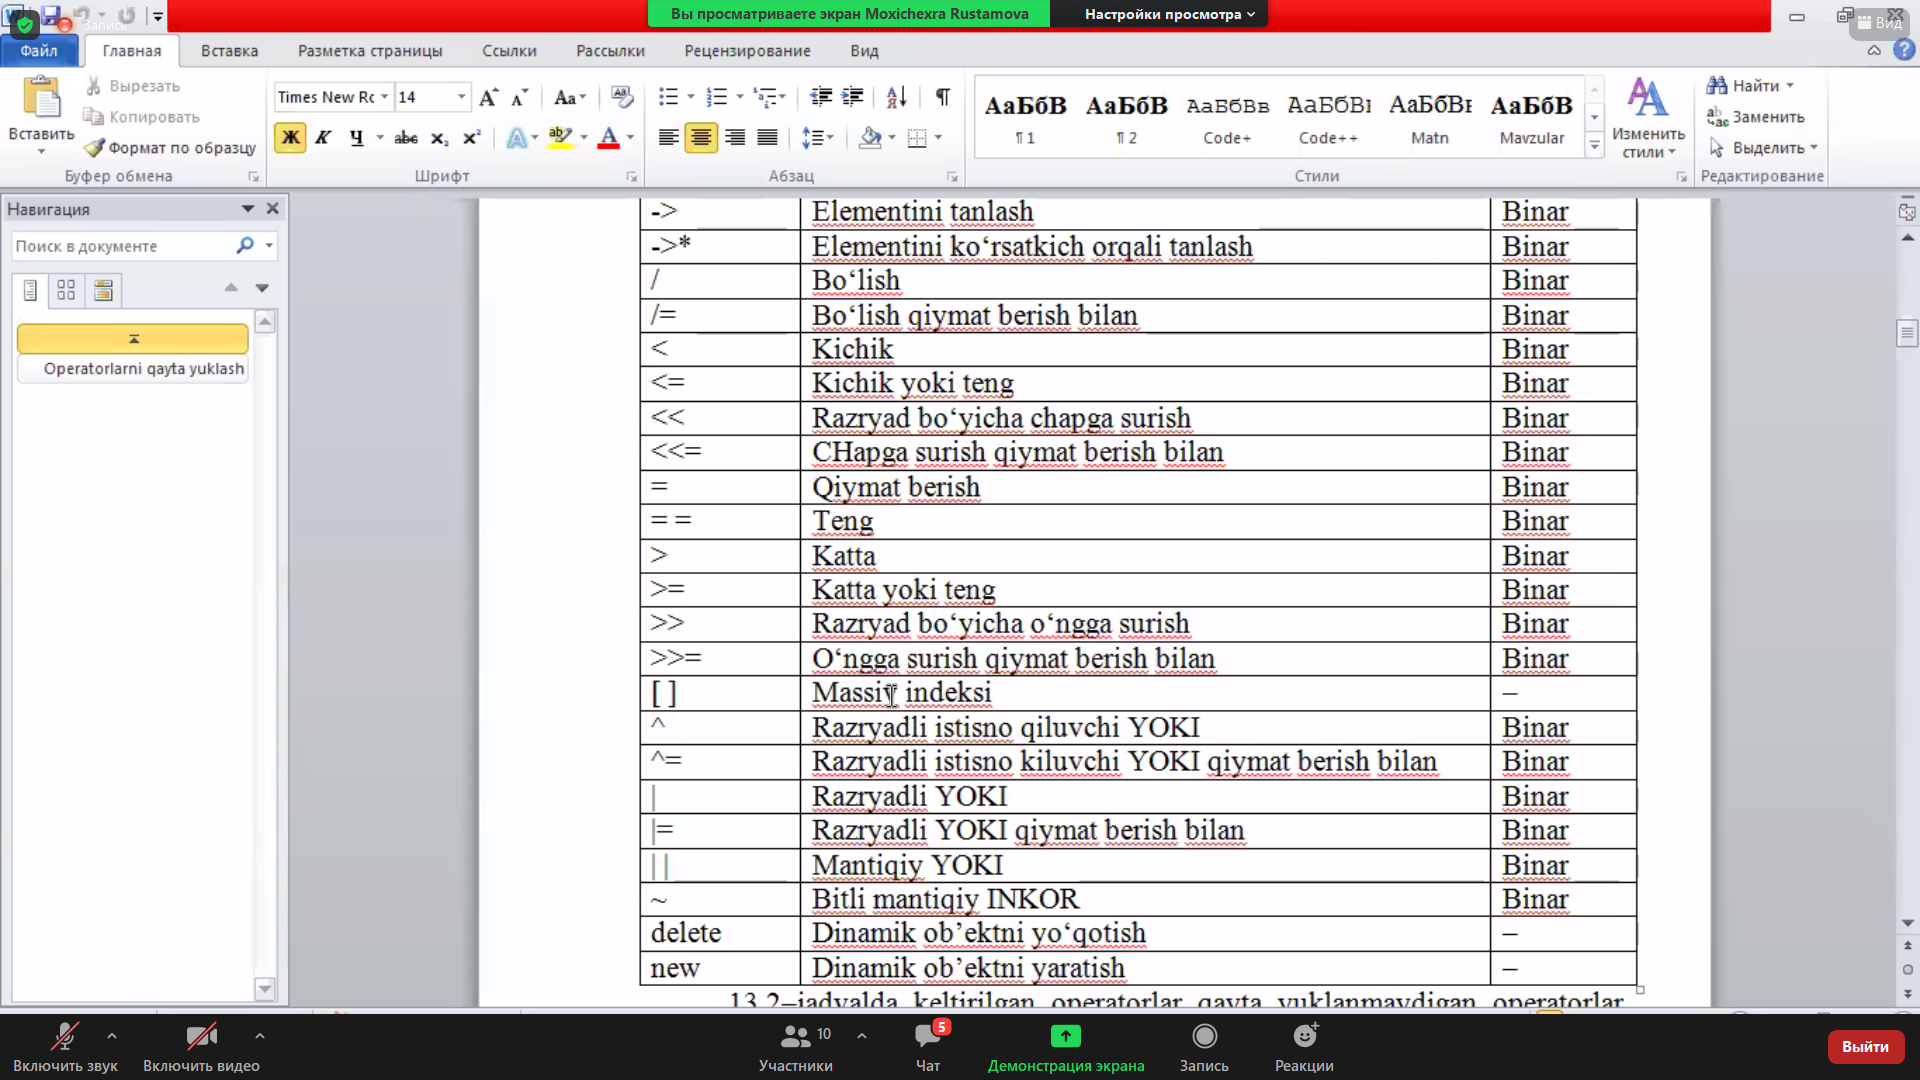 Запись
Вы просматриваете экран Moxichexra Rustamova
Настройки просмотра
Вид
Файл
Главная
Вставка
Разметка страницы
Ссылки
Рассылки
Рецензирование
Вид
Вставить
Вырезать
Копировать
Формат по образцу
Буфер обмена
Times New Rc
14
Шрифт
Абзац
АаБбВ
¶ 1
АаБбВ
¶ 2
АаБбВв
Code+
АаБбВı
Code++
АаБбВг
Matn
АаБбВ
Mavzular
Изменить
стили
Стили
Найти
Заменить
Выделить
Редактирование
Навигация
Поиск в документе
Operatorlarni qayta yuklash
-> Elementini tanlash Binar
->* Elementini ko‘rsatkich orqali tanlash Binar
/ Bo‘lish Binar
/= Bo‘lish qiymat berish bilan Binar
< Kichik Binar
<= Kichik yoki teng Binar
<< Razryad bo‘yicha chapga surish Binar
<<= CHapga surish qiymat berish bilan Binar
= Qiymat berish Binar
= = Teng Binar
> Katta Binar
>= Katta yoki teng Binar
>> Razryad bo‘yicha o‘ngga surish Binar
>>= O‘ngga surish qiymat berish bilan Binar
[ ] Massiv indeksi –
^ Razryadli istisno qiluvchi YOKI Binar
^= Razryadli istisno kiluvchi YOKI qiymat berish bilan Binar
| Razryadli YOKI Binar
|= Razryadli YOKI qiymat berish bilan Binar
| | Mantiqiy YOKI Binar
~ Bitli mantiqiy INKOR Binar
delete Dinamik ob’ektni yo‘qotish –
new Dinamik ob’ektni yaratish –
13.2–jadvalda keltirilgan operatorlar qayta yuklanmaydigan operatorlar
Включить звук
Включить видео
10
Участники
5
Чат
Демонстрация экрана
Запись
Реакции
Выйти